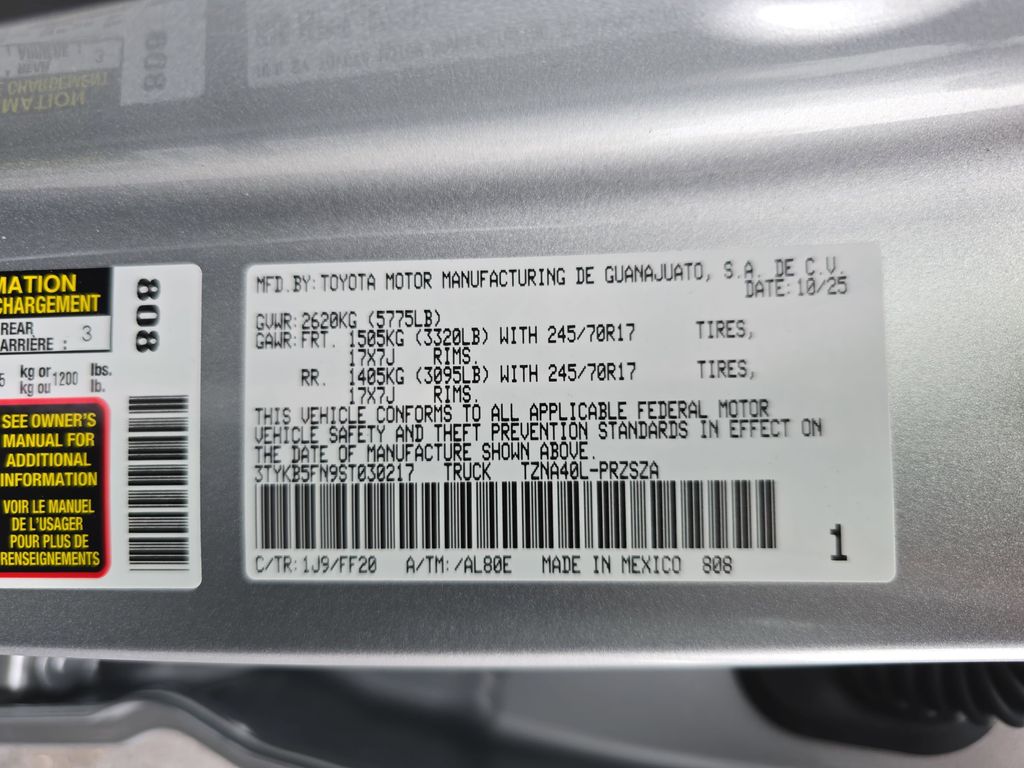 MATION
CHARGEMENT
REAR
ARRIÈRE : 3
5 kg or 1200 lbs.
kg ou lb.
SEE OWNER'S
MANUAL FOR
ADDITIONAL
INFORMATION
VOIR LE MANUEL
DE L'USAGER
POUR PLUS DE
RENSEIGNEMENTS
808
MFD.BY:TOYOTA MOTOR MANUFACTURING DE GUANAJUATO, S.A. DE C.V.
DATE:10/25
GVWR:2620KG (5775LB)
GAWR:FRT. 1505KG (3320LB) WITH 245/70R17 TIRES,
17X7J RIMS.
RR. 1405KG (3095LB) WITH 245/70R17 TIRES,
17X7J RIMS.
THIS VEHICLE CONFORMS TO ALL APPLICABLE FEDERAL MOTOR
VEHICLE SAFETY AND THEFT PREVENTION STANDARDS IN EFFECT ON
THE DATE OF MANUFACTURE SHOWN ABOVE.
3TYKB5FN9ST030217 TRUCK TZNA40L-PRZSZA
C/TR:1J9/FF20 A/TM:/AL80E MADE IN MEXICO 808
1